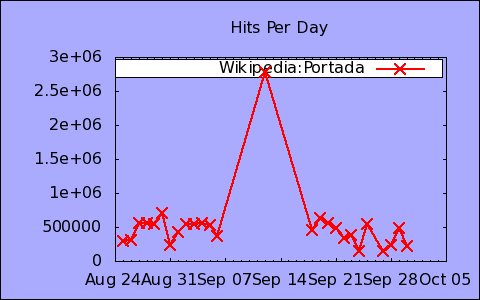 Hits Per Day
3e+06
Wikipedia:Portada
2.5e+06
2e+06
1.5e+06
1e+06
500000
0
Aug 24 Aug 31 Sep 07 Sep 14 Sep 21 Sep 28 Oct 05